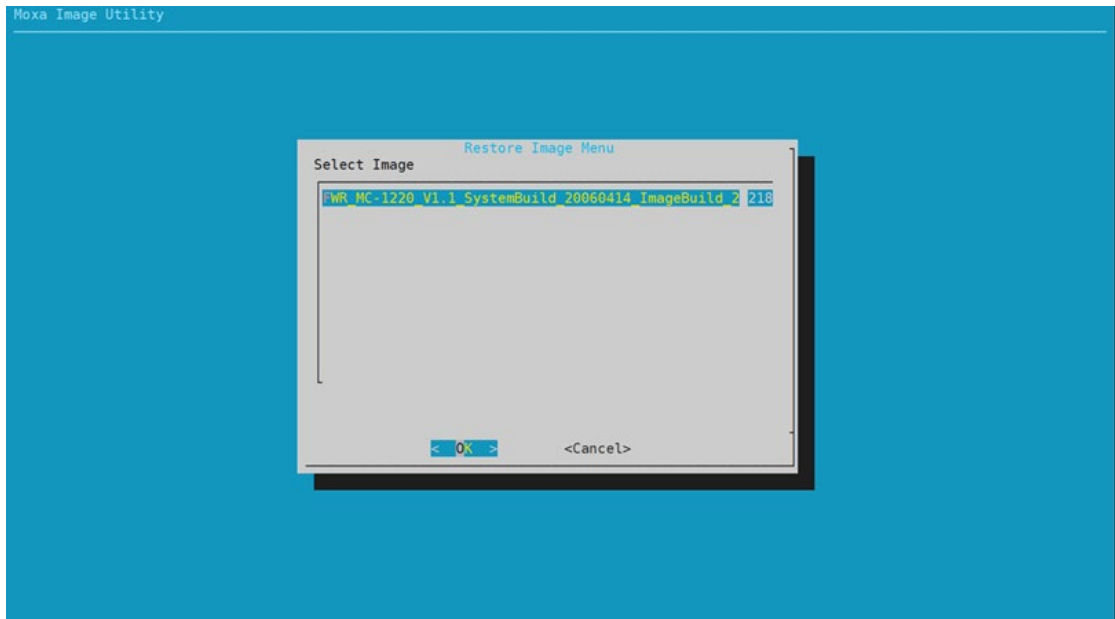 Moxa Image Utility
Restore Image Menu
Select Image
FWR_MC-1220_V1.1_SystemBuild_20060414_ImageBuild_2 218
< OK > <Cancel>